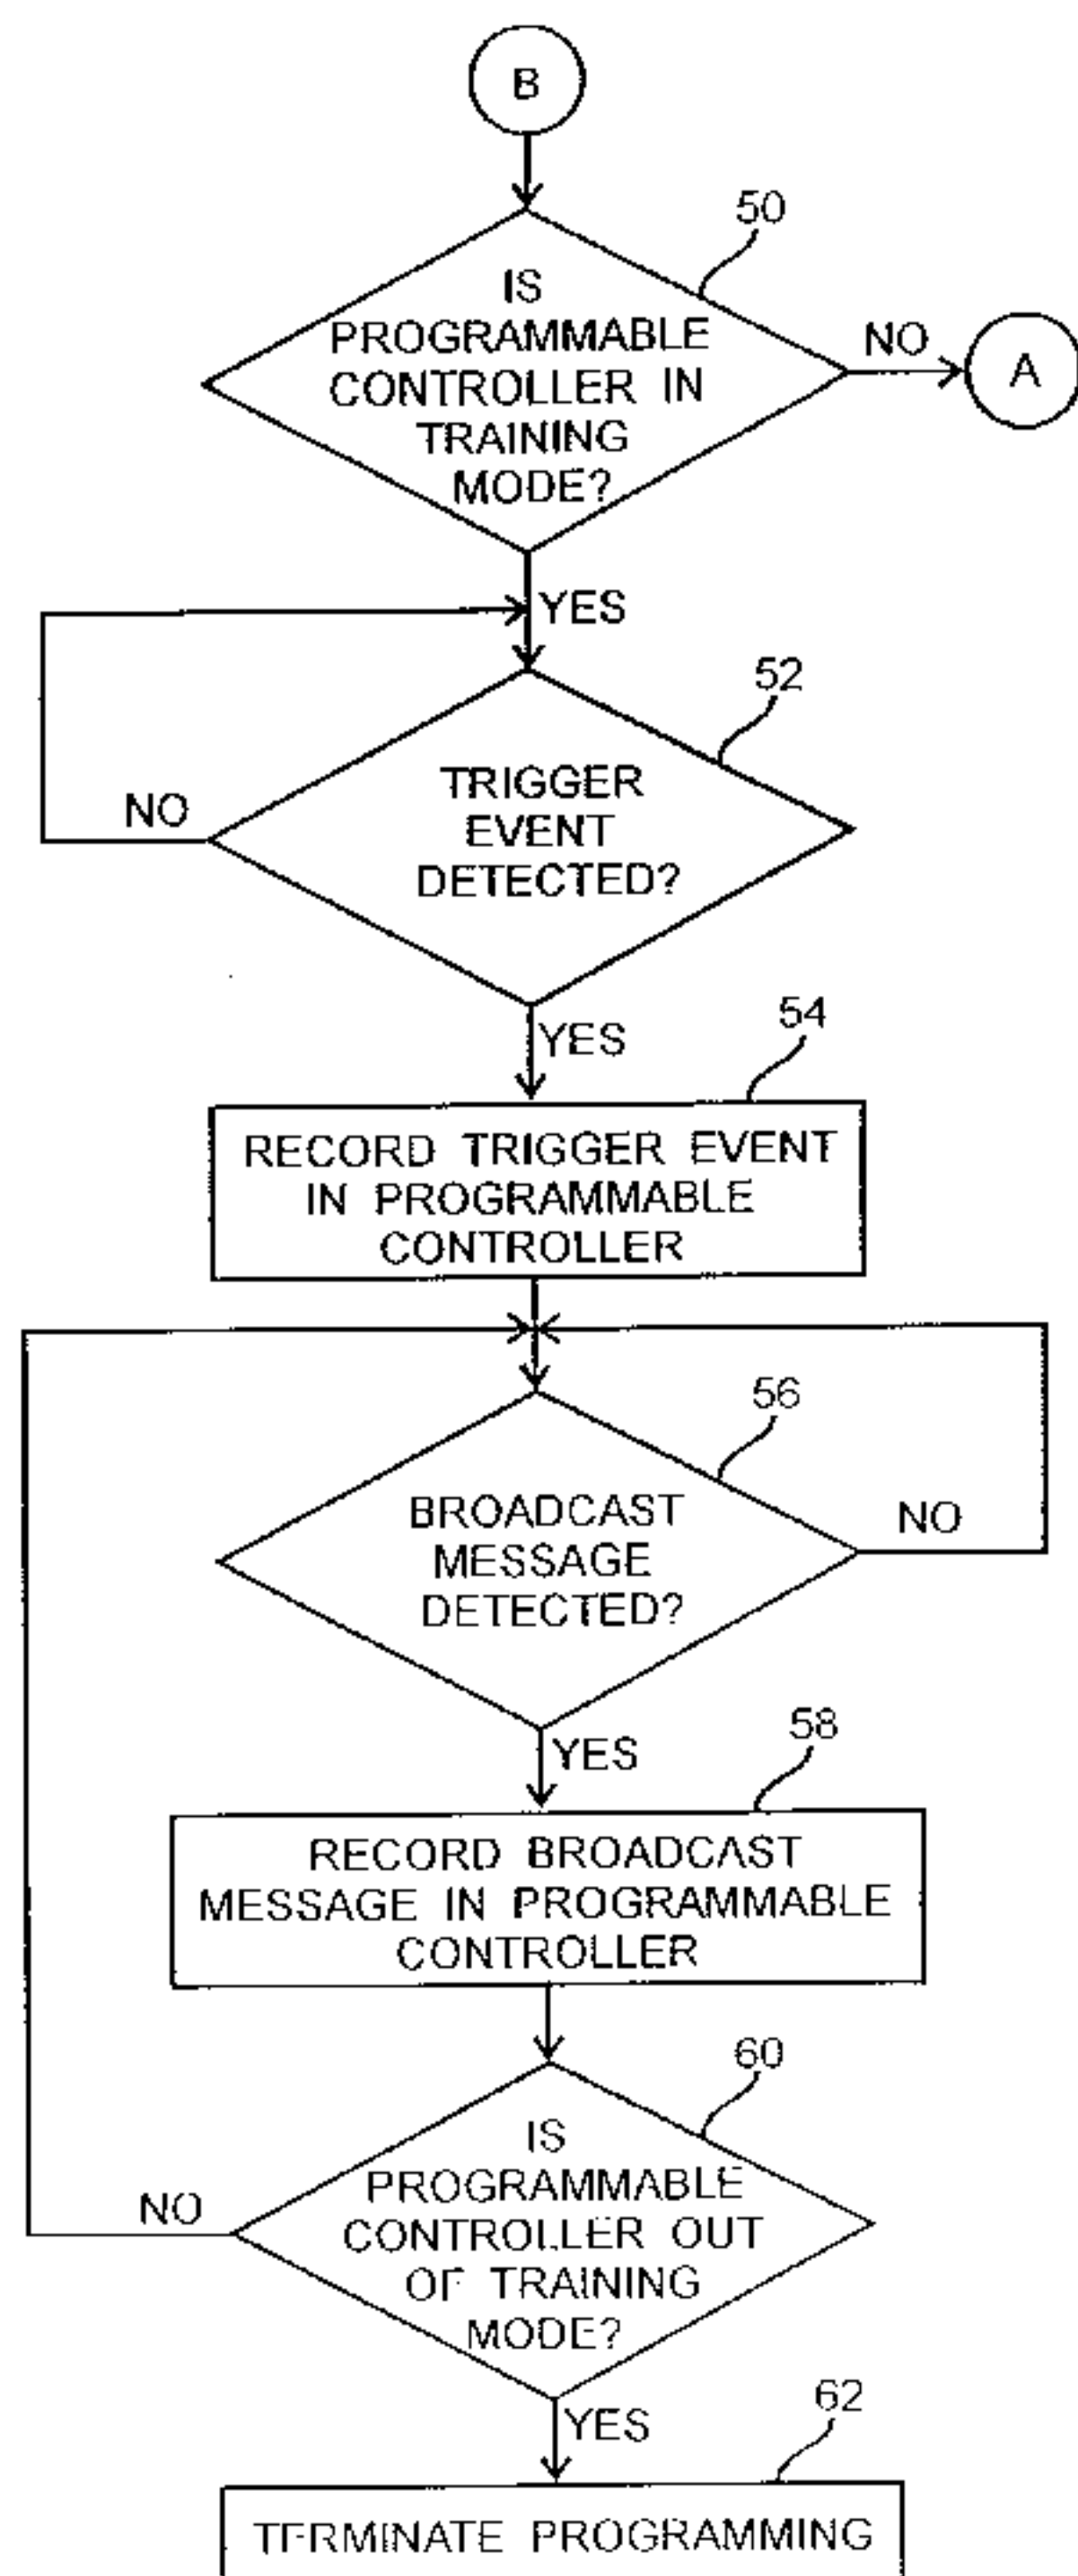 B
50
IS
PROGRAMMABLE
CONTROLLER IN
TRAINING
MODE?
NO
A
YES
52
TRIGGER
EVENT
DETECTED?
NO
YES
54
RECORD TRIGGER EVENT
IN PROGRAMMABLE
CONTROLLER
56
BROADCAST
MESSAGE
DETECTED?
NO
YES
58
RECORD BROADCAST
MESSAGE IN PROGRAMMABLE
CONTROLLER
60
IS
PROGRAMMABLE
CONTROLLER OUT
OF TRAINING
MODE?
NO
YES
62
TERMINATE PROGRAMMING